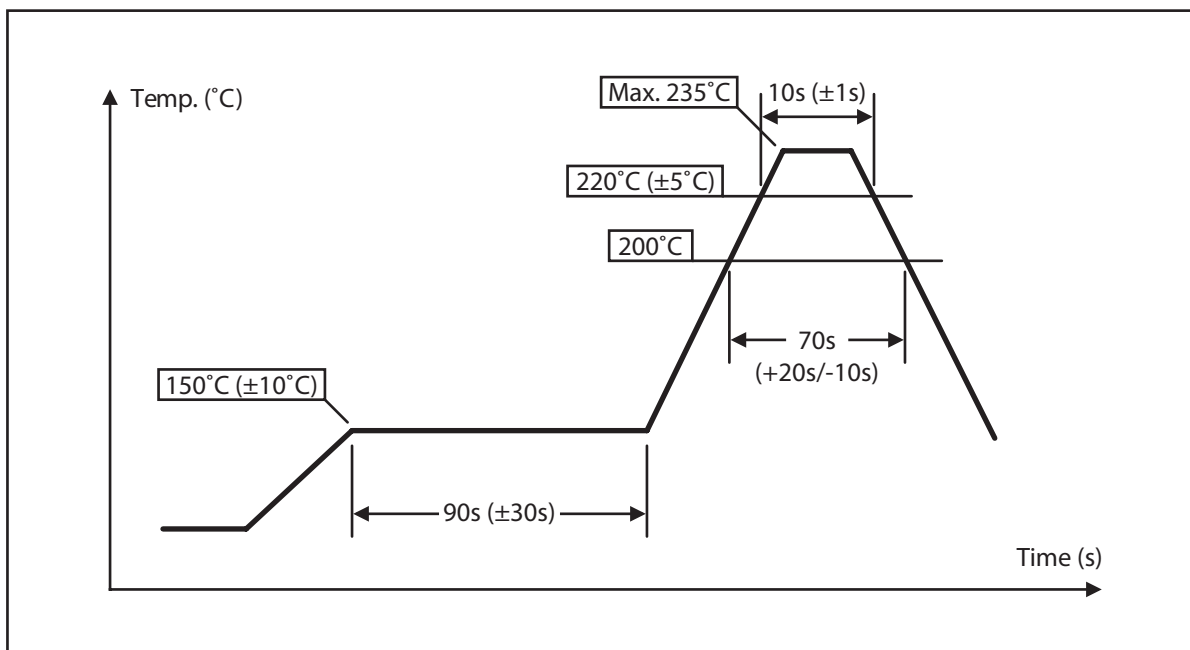 Temp. (˚C)
Max. 235˚C
10s (±1s)
220˚C (±5˚C)
200˚C
70s
(+20s/-10s)
150˚C (±10˚C)
90s (±30s)
Time (s)